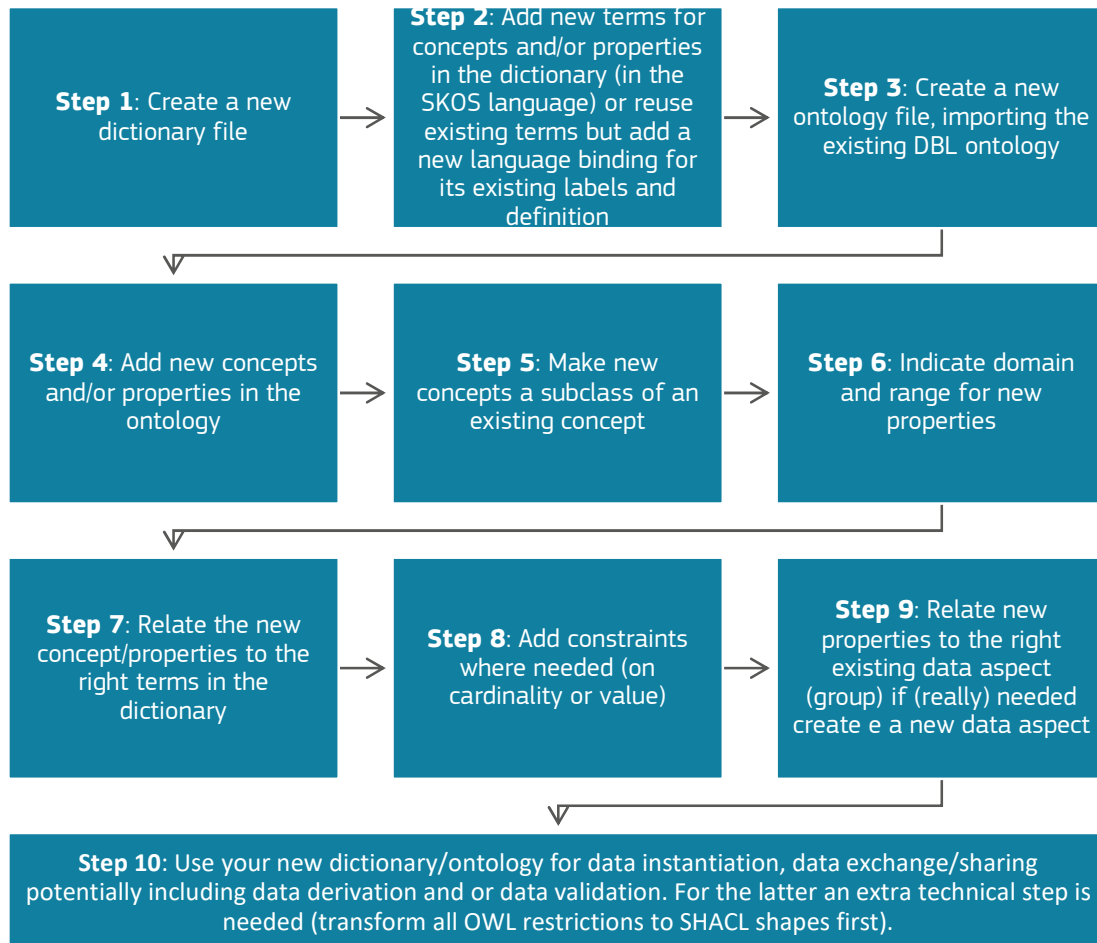 Step 1: Create a new
dictionary file
Step 2: Add new terms for
concepts and/or properties
in the dictionary (in the
SKOS language) or reuse
existing terms but add a
new language binding for
its existing labels and
definition
Step 3: Create a new
ontology file, importing the
existing DBL ontology
Step 4: Add new concepts
and/or properties in the
ontology
Step 5: Make new
concepts a subclass of an
existing concept
Step 6: Indicate domain
and range for new
properties
Step 7: Relate the new
concept/properties to the
right terms in the
dictionary
Step 8: Add constraints
where needed (on
cardinality or value)
Step 9: Relate new
properties to the right
existing data aspect
(group) if (really) needed
create e a new data aspect
Step 10: Use your new dictionary/ontology for data instantiation, data exchange/sharing
potentially including data derivation and or data validation. For the latter an extra technical step is
needed (transform all OWL restrictions to SHACL shapes first).